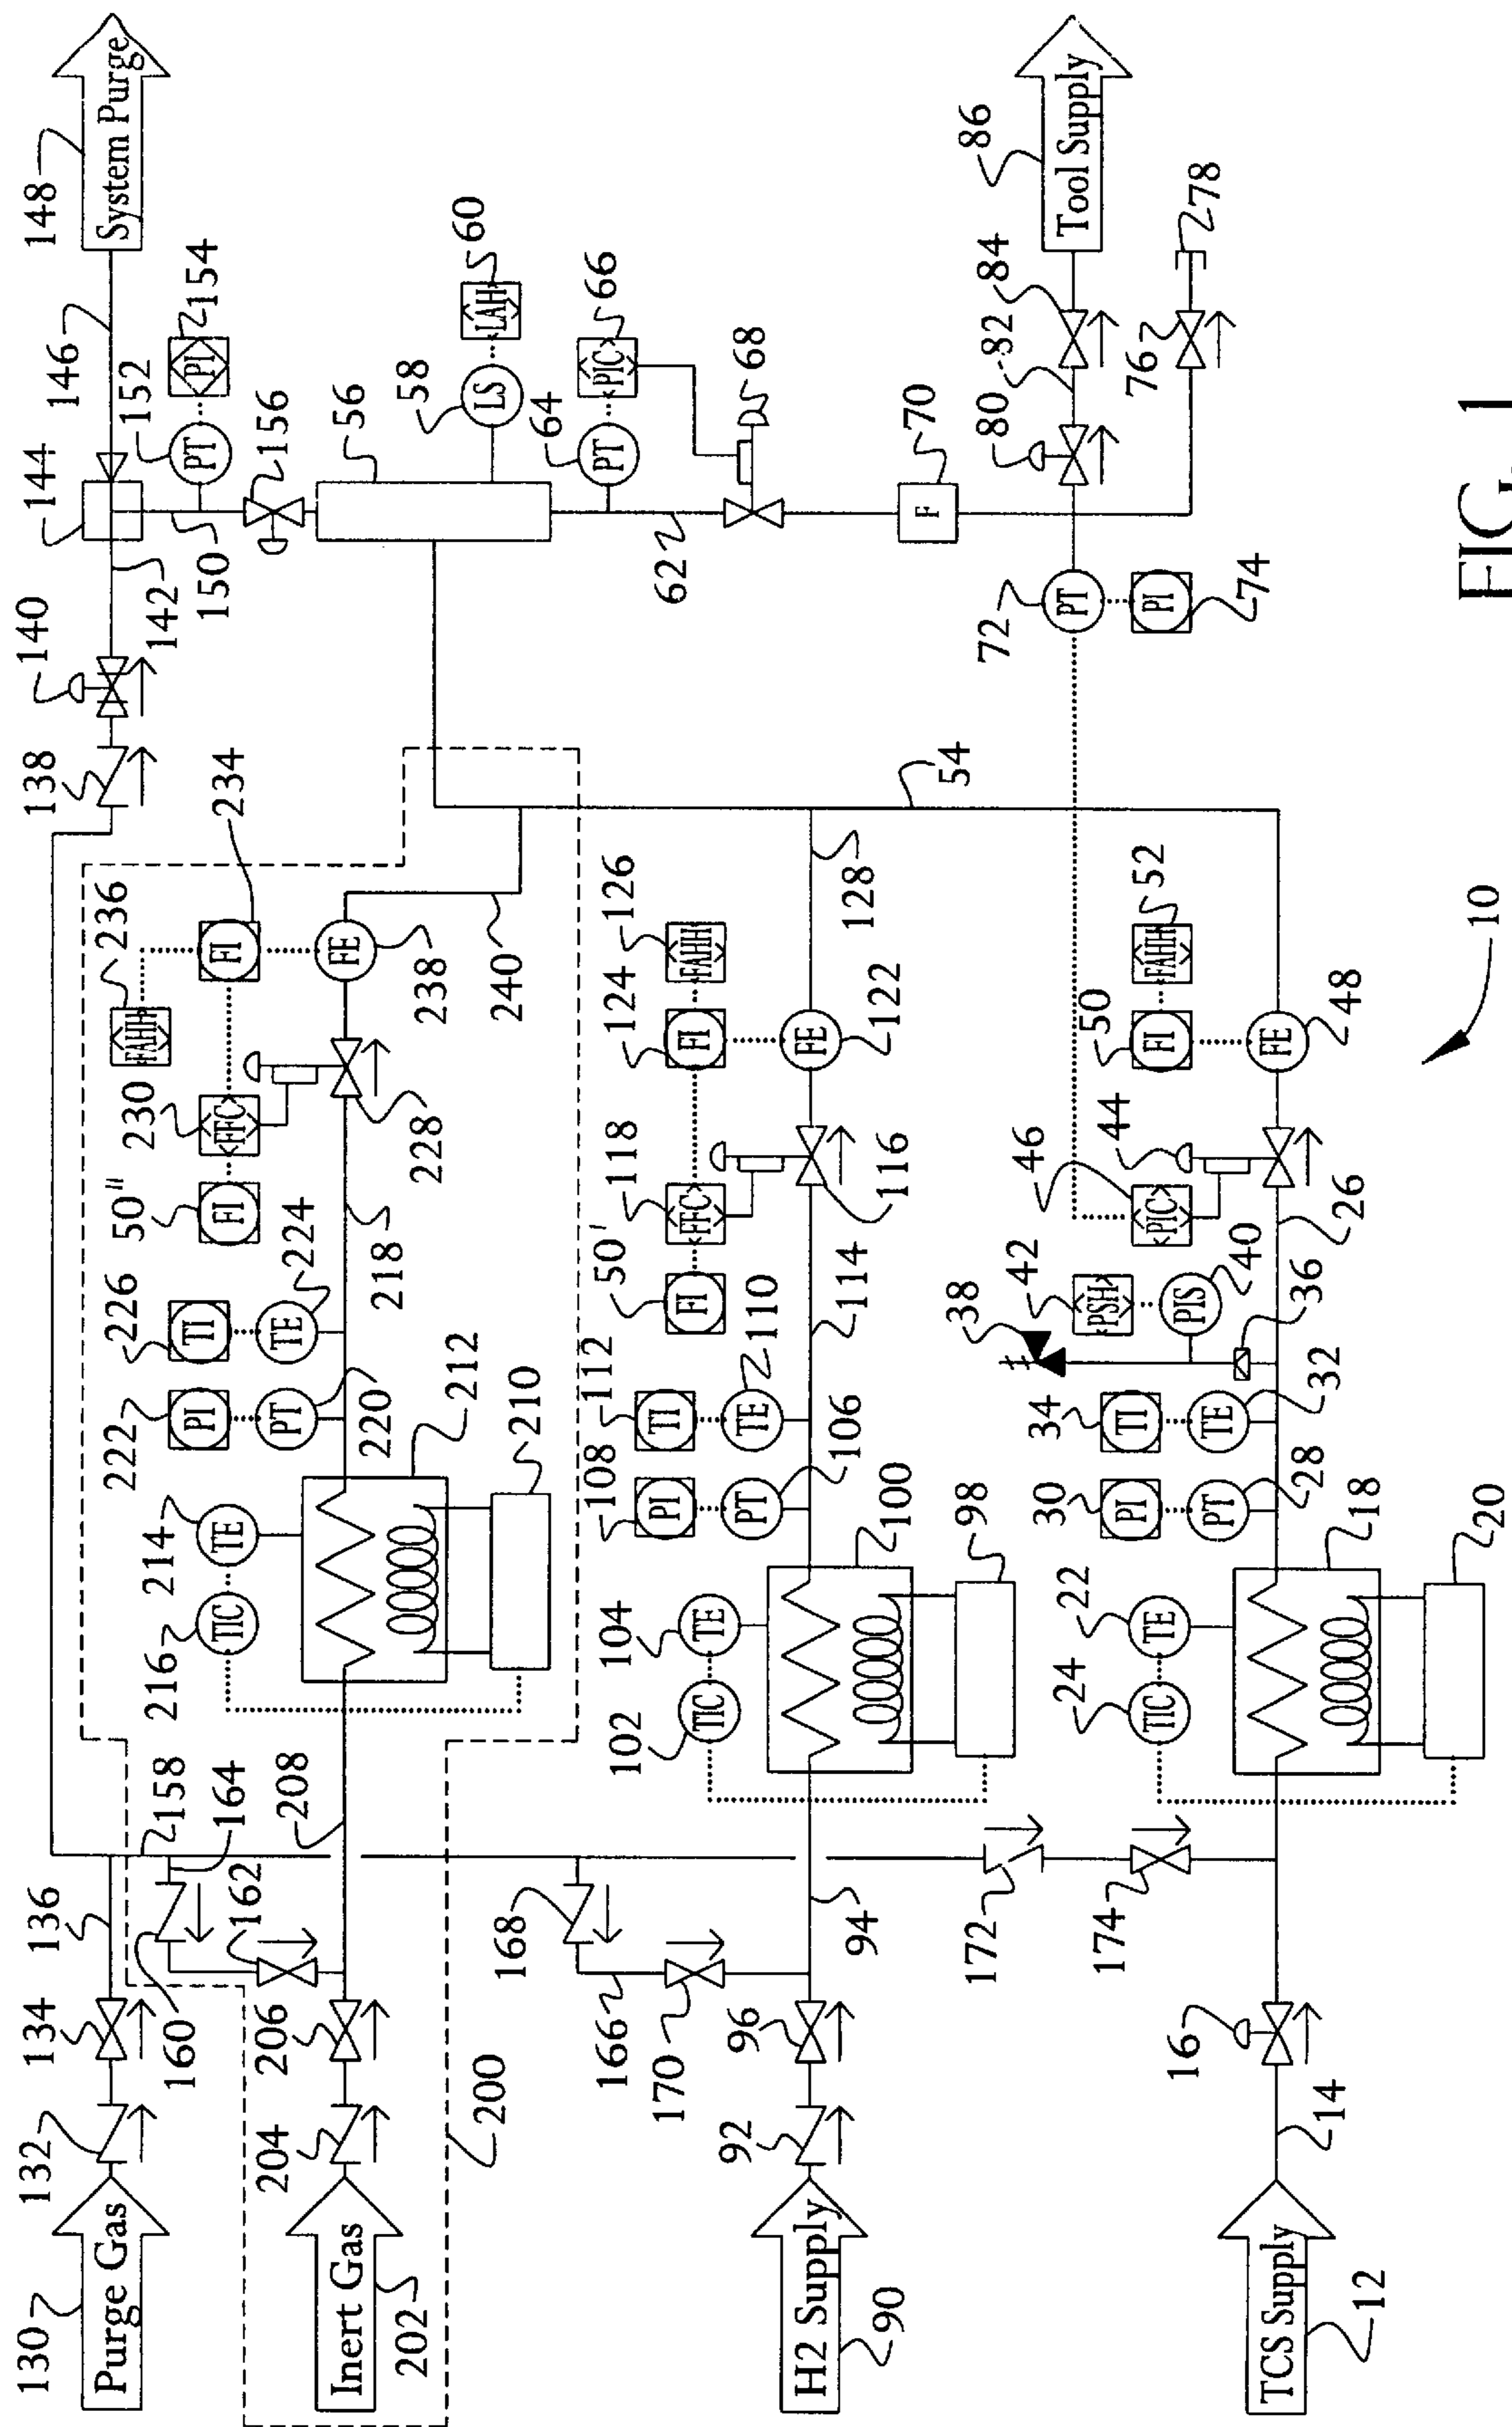 130
Purge Gas
132
134
136
158
138
140
142
144
146
148
System Purge
150
152
PT
PI
154
156
Inert Gas
202
204
206
160
162
164
208
200
216
TIC
214
TE
212
210
222
PI
PT
220
226
TI
TE
224
218
50"
FI
230
FFC
228
236
FAHH
234
FI
FE
238
240
56
58
LS
LAH
60
62
64
PT
PIC
66
68
70
F
H2 Supply
90
92
96
94
166
168
170
172
174
102
TIC
104
TE
100
98
108
PI
PT
106
112
TI
TE
110
114
50'
FI
118
FFC
116
124
FI
FAHH
126
FE
122
128
54
72
PT
PI
74
76
78
80
82
84
86
Tool Supply
TCS Supply
12
14
16
24
TIC
22
TE
18
20
30
PI
PT
28
34
TI
TE
32
36
38
42
PSH
PIS
40
26
46
PIC
44
50
FI
FAHH
52
FE
48
10
FIG. 1